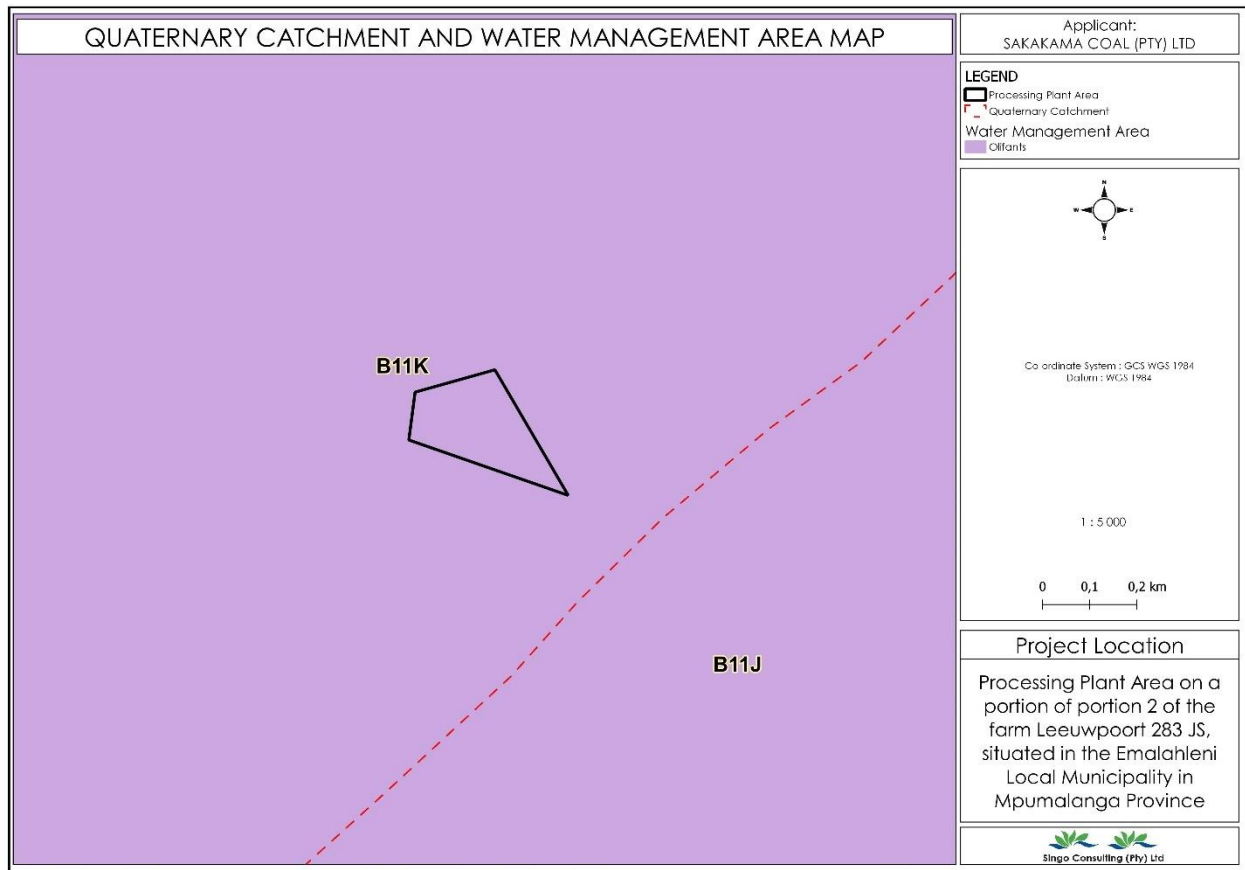 QUATERNARY CATCHMENT AND WATER MANAGEMENT AREA MAP
B11K
B11J
Applicant:
SAKAKAMA COAL (PTY) LTD
LEGEND
Processing Plant Area
Quaternary Catchment
Water Management Area
Olifants
N
W E
S
Co ordinate System : GCS WGS 1984
Datum : WGS 1984
1 : 5 000
0 0,1 0,2 km
Project Location
Processing Plant Area on a
portion of portion 2 of the
farm Leeuwpoort 283 JS,
situated in the Emalahleni
Local Municipality in
Mpumalanga Province
Singo Consulting (Pty) Ltd